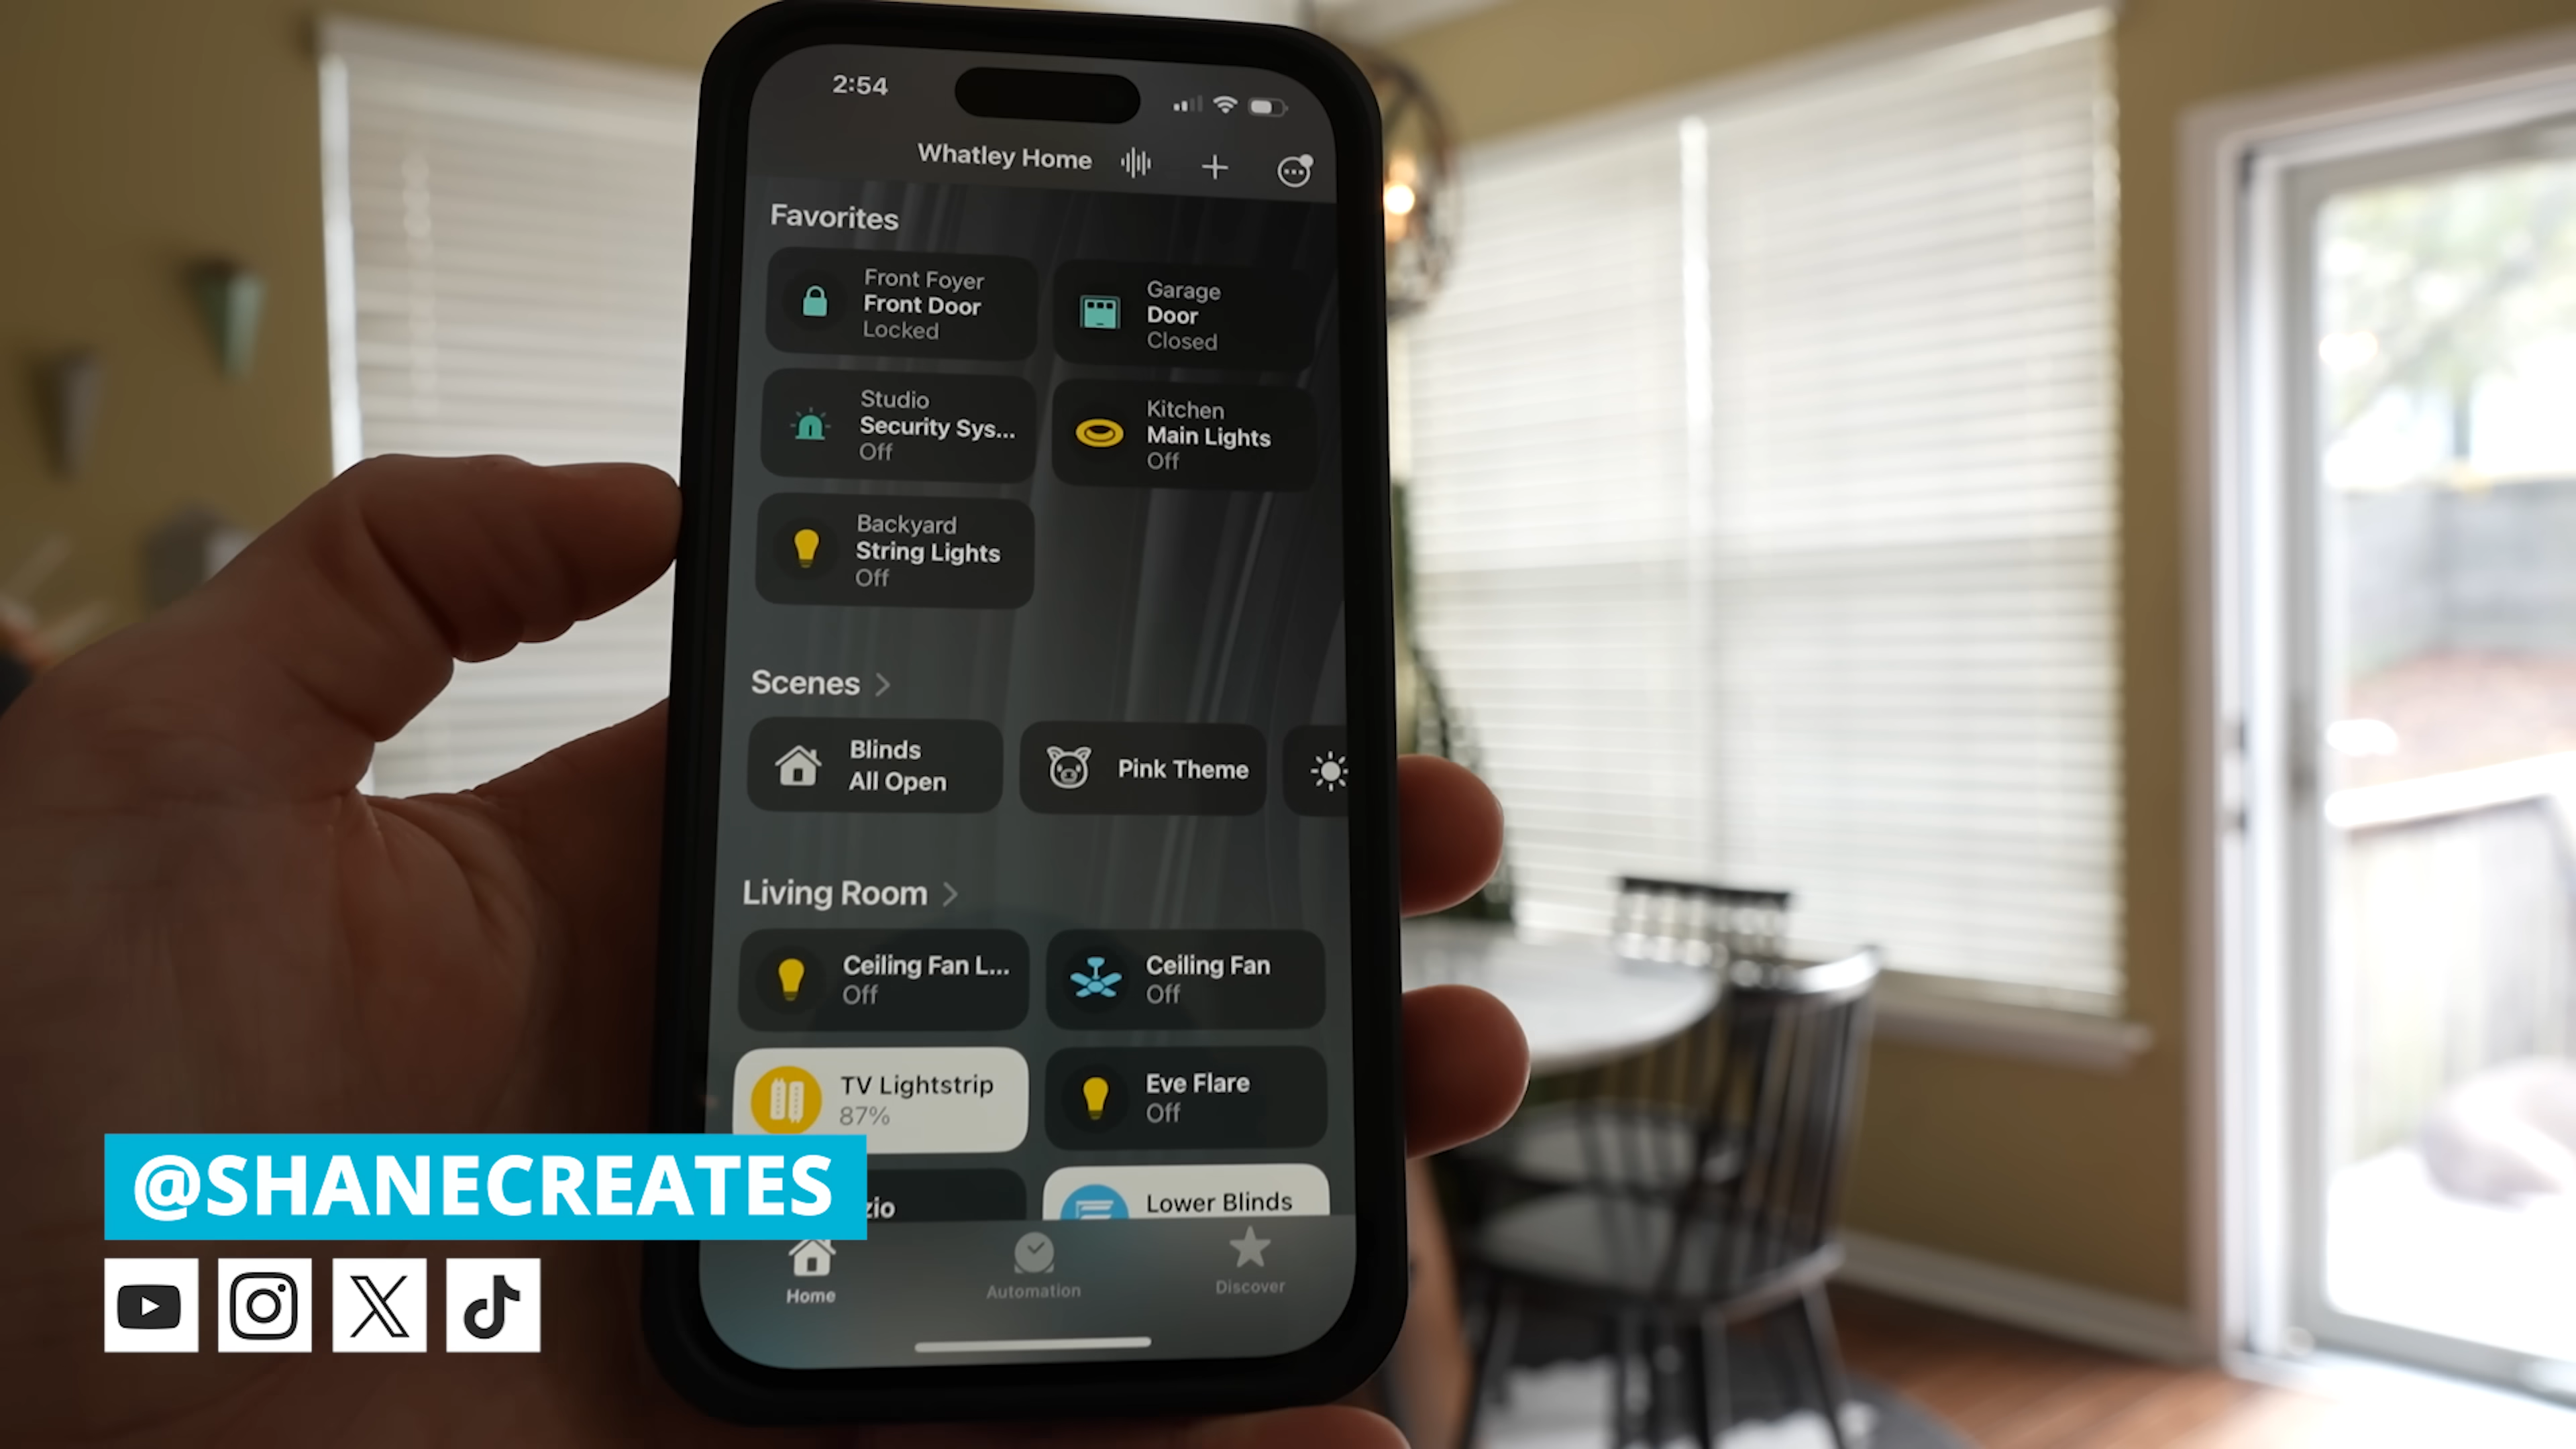 2:54
Whatley Home
Favorites
Front Foyer
Front Door
Locked
Garage
Door
Closed
Studio
Security Sys...
Off
Kitchen
Main Lights
Off
Backyard
String Lights
Off
Scenes >
Blinds
All Open
Pink Theme
Living Room >
Ceiling Fan L...
Off
Ceiling Fan
Off
TV Lightstrip
87%
Eve Flare
Off
zio
Lower Blinds
Home
Automation
Discover
@SHANECREATES